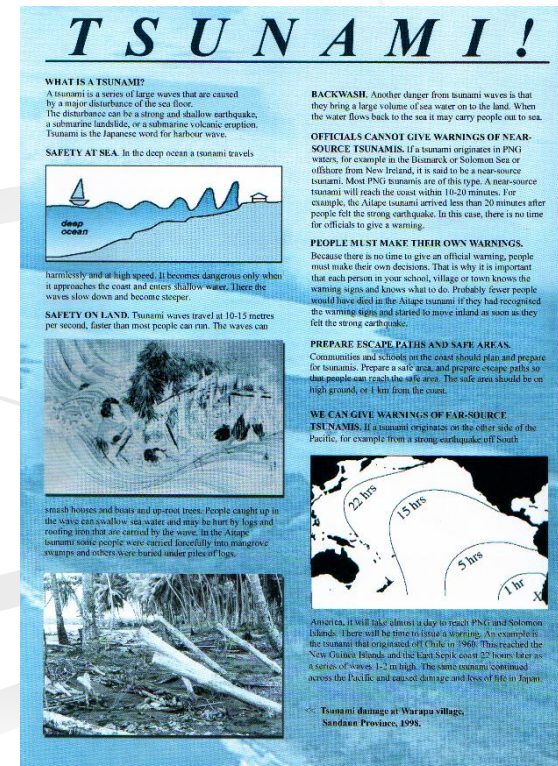 TSUNAMI!
WHAT IS A TSUNAMI?
A tsunami is a series of large waves that are caused
by a major disturbance of the sea floor.
The disturbance can be a strong and shallow earthquake,
a submarine landslide, or a submarine volcanic eruption.
Tsunami is the Japanese word for harbour wave.
SAFETY AT SEA. In the deep ocean a tsunami travels
deep
ocean
harmlessly and at high speed. It becomes dangerous only when
it approaches the coast and enters shallow water. There the
waves slow down and become steeper.
SAFETY ON LAND. Tsunami waves travel at 10-15 metres
per second, faster than most people can run. The waves can
smash houses and boats and up-root trees. People caught up in
the wave can swallow sea water and may be hurt by logs and
roofing iron that are carried by the wave. In the Aitape
tsunami some people were carried forcefully into mangrove
swamps and others were buried under piles of logs.
BACKWASH. Another danger from tsunami waves is that
they bring a large volume of sea water on to the land. When
the water flows back to the sea it may carry people out to sea.
OFFICIALS CANNOT GIVE WARNINGS OF NEAR-
SOURCE TSUNAMIS. If a tsunami originates in PNG
waters, for example in the Bismarck or Solomon Sea or
offshore from New Ireland, it is said to be a near-source
tsunami. Most PNG tsunamis are of this type. A near-source
tsunami will reach the coast within 10-20 minutes. For
example, the Aitape tsunami arrived less than 20 minutes after
people felt the strong earthquake. In this case, there is no time
for officials to give a warning.
PEOPLE MUST MAKE THEIR OWN WARNINGS.
Because there is no time to give an official warning, people
must make their own decisions. That is why it is important
that each person in your school, village or town knows the
warning signs and knows what to do. Probably fewer people
would have died in the Aitape tsunami if they had recognised
the warning signs and started to move inland as soon as they
felt the strong earthquake.
PREPARE ESCAPE PATHS AND SAFE AREAS.
Communities and schools on the coast should plan and prepare
for tsunamis. Prepare a safe area, and prepare escape paths so
that people can reach the safe area. The safe area should be on
high ground, or 1 km from the coast.
WE CAN GIVE WARNINGS OF FAR-SOURCE
TSUNAMIS. If a tsunami originates on the other side of the
Pacific, for example from a strong earthquake off South
22 hrs
15 hrs
5 hrs
1 hr
X
America, it will take almost a day to reach PNG and Solomon
Islands. There will be time to issue a warning. An example is
the tsunami that originated off Chile in 1960. This reached the
New Guinea Islands and the East Sepik coast 22 hours later as
a series of waves 1-2 m high. The same tsunami continued
across the Pacific and caused damage and loss of life in Japan.
<< Tsunami damage at Warapu village,
Sandaun Province, 1998.